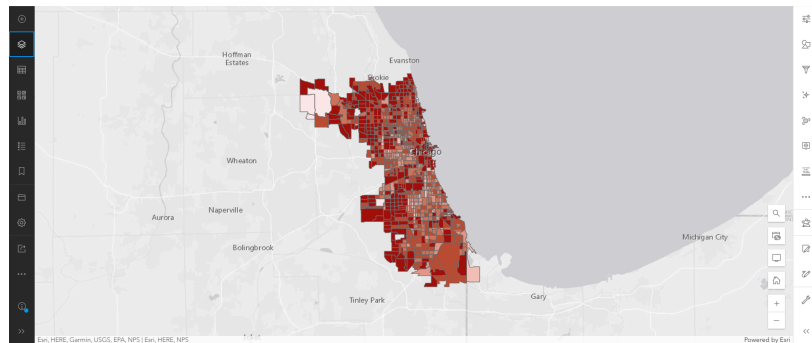 Hoffman
Estates
Evanston
Skokie
Chicago
Wheaton
Aurora
Naperville
Bolingbrook
Michigan City
Tinley Park
Gary
Esri, HERE, Garmin, USGS, EPA, NPS | Esri, HERE, NPS
Powered by Esri